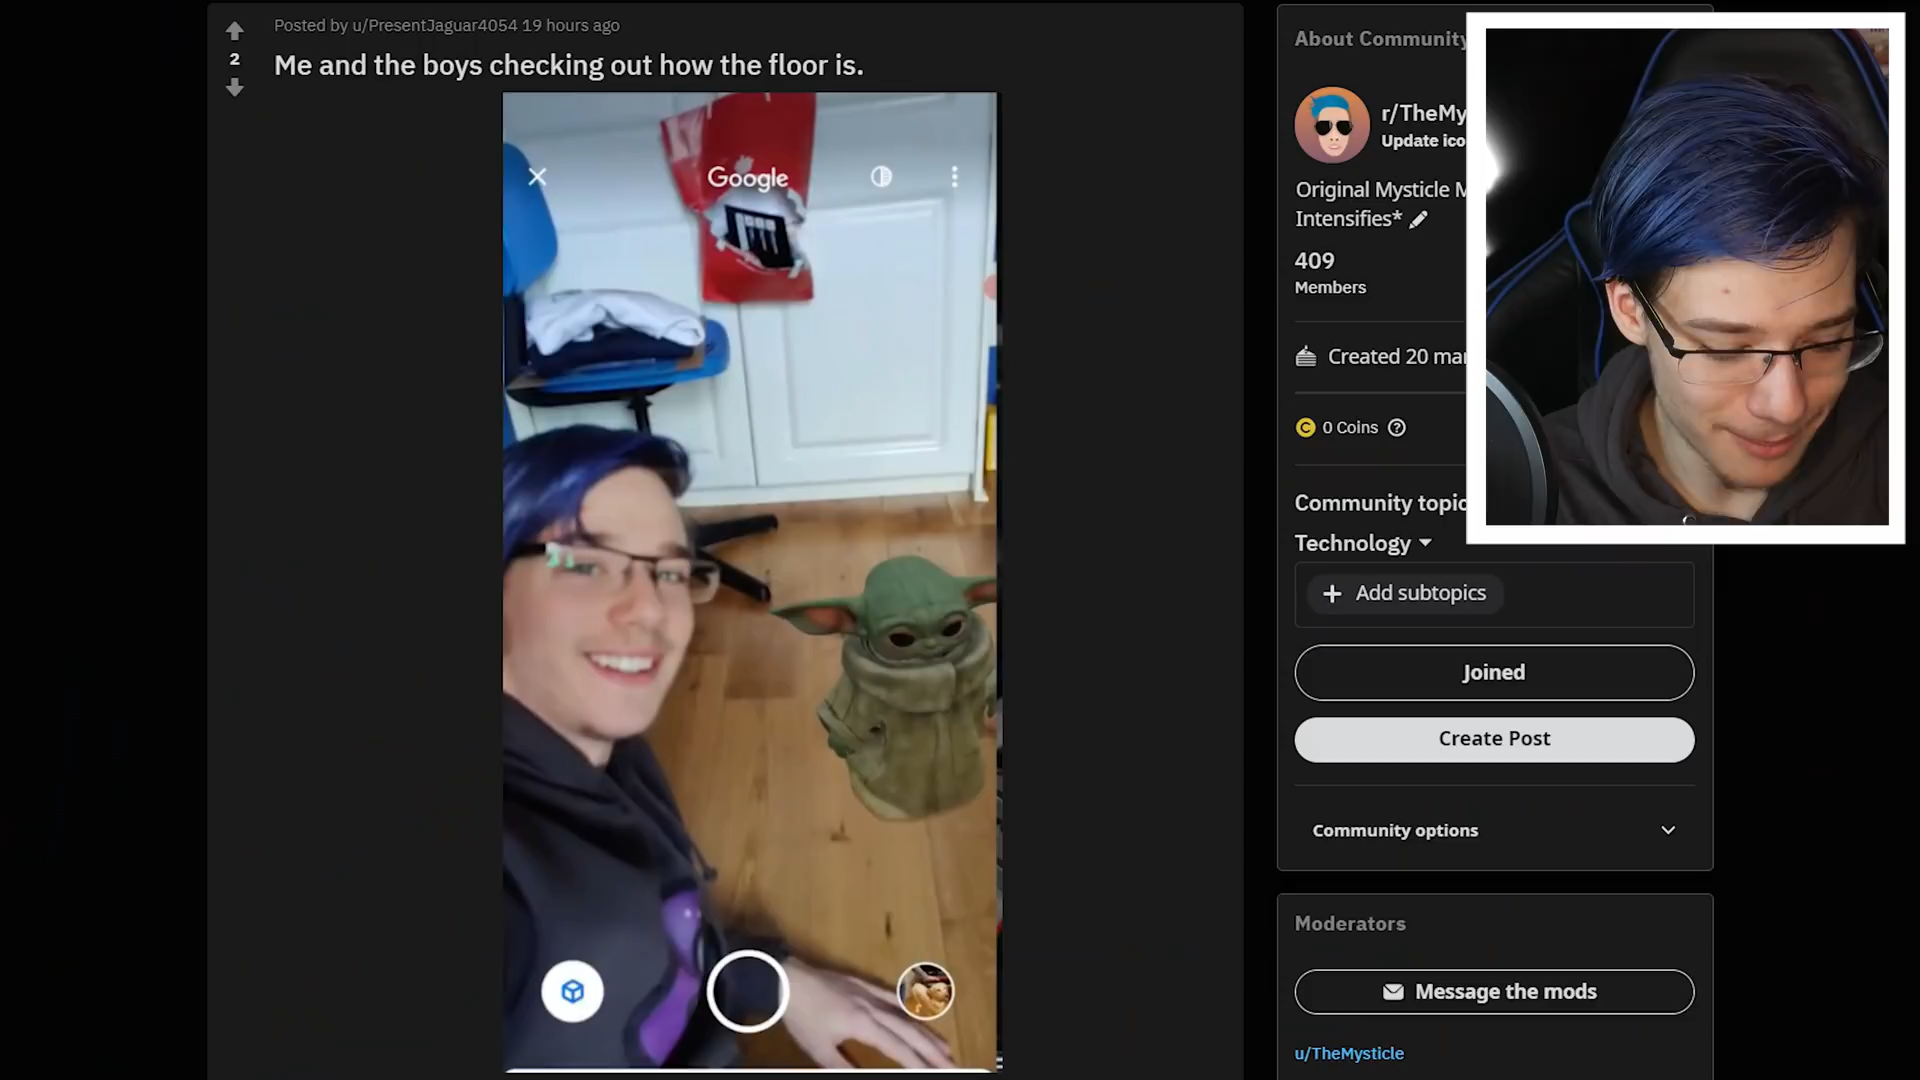 Posted by u/PresentJaguar4054 19 hours ago
2
Me and the boys checking out how the floor is.
Google
About Community
r/TheMy
Update ico
Original Mysticle M
Intensifies*
409
Members
Created 20 mar
0 Coins
Community topic
Technology
Add subtopics
Joined
Create Post
Community options
Moderators
Message the mods
u/TheMysticle